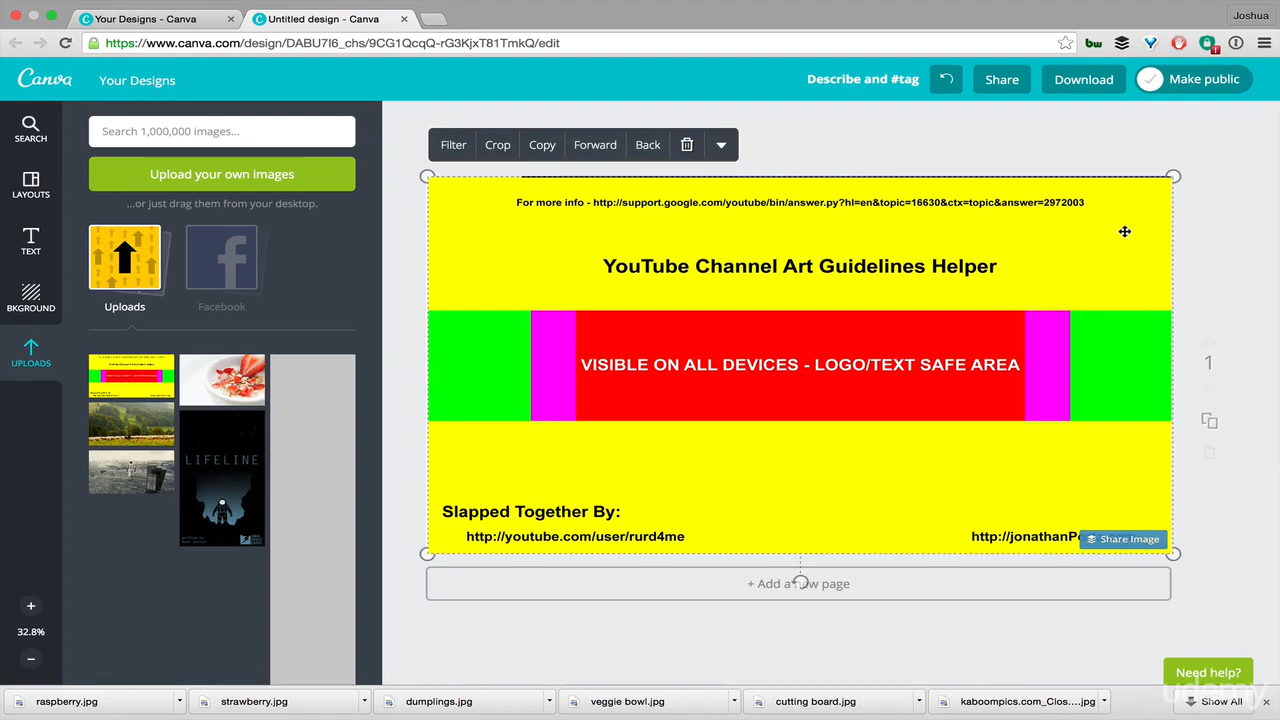 Your Designs - Canva
Untitled design - Canva
Joshua
https://www.canva.com/design/DABU7I6_chs/9CG1QcqQ-rG3KjxT81TmkQ/edit
bw
1
Canva
Your Designs
Describe and #tag
Share
Download
Make public
SEARCH
LAYOUTS
TEXT
BKGROUND
UPLOADS
32.8%
Search 1,000,000 images...
Upload your own images
...or just drag them from your desktop.
Uploads
Facebook
LIFELINE
Filter
Crop
Copy
Forward
Back
For more info - http://support.google.com/youtube/bin/answer.py?hl=en&topic=16630&ctx=topic&answer=2972003
YouTube Channel Art Guidelines Helper
VISIBLE ON ALL DEVICES - LOGO/TEXT SAFE AREA
Slapped Together By:
http://youtube.com/user/rurd4me
http://jonathanP
Share Image
+ Add a new page
1
Need help?
udemy
raspberry.jpg
strawberry.jpg
dumplings.jpg
veggie bowl.jpg
cutting board.jpg
kaboompics.com_Clos....jpg
Show All